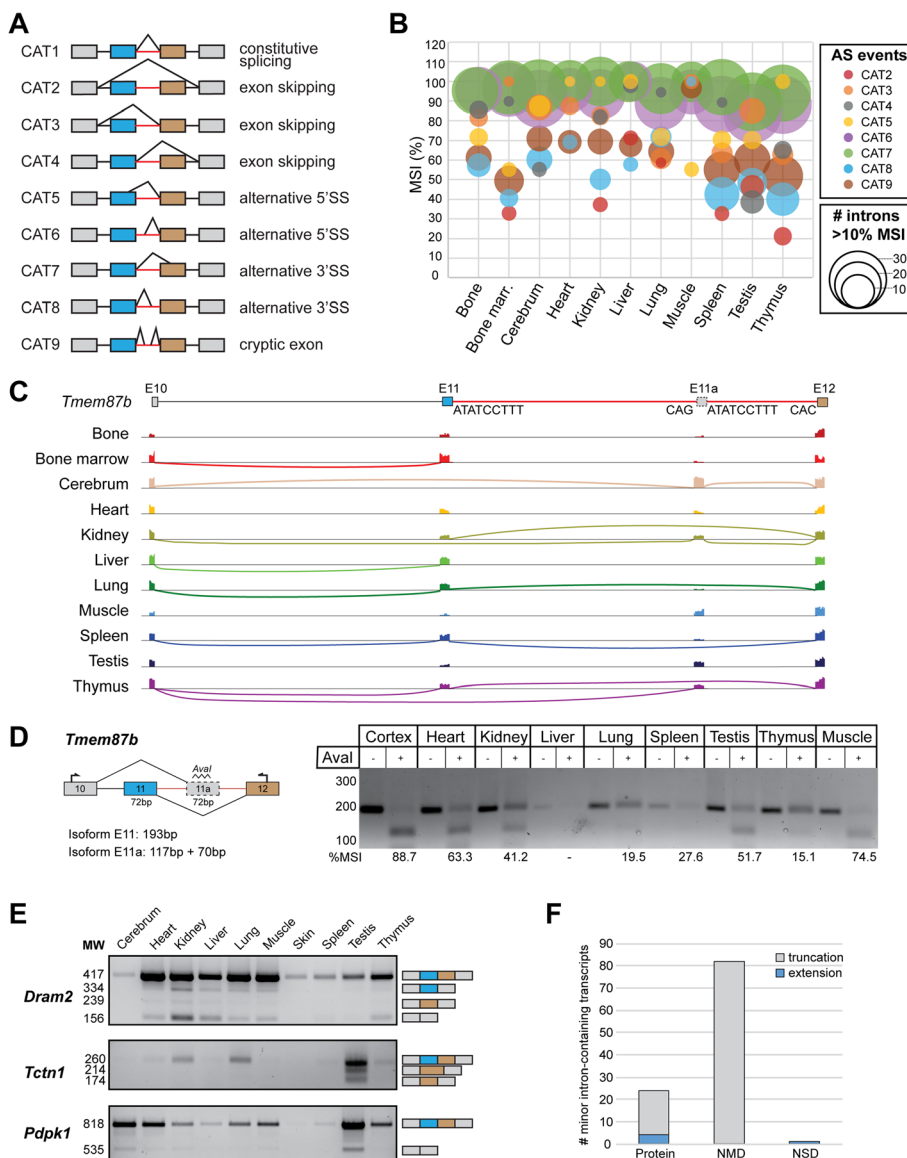 A
CAT1 constitutive splicing
CAT2 exon skipping
CAT3 exon skipping
CAT4 exon skipping
CAT5 alternative 5'SS
CAT6 alternative 5'SS
CAT7 alternative 3'SS
CAT8 alternative 3'SS
CAT9 cryptic exon
B
MSI (%)
120
110
100
90
80
70
60
50
40
30
20
10
0
Bone
Bone marr.
Cerebrum
Heart
Kidney
Liver
Lung
Muscle
Spleen
Testis
Thymus
AS events
CAT2
CAT3
CAT4
CAT5
CAT6
CAT7
CAT8
CAT9
# introns
>10% MSI
30
20
10
C
E10 E11 E11a E12
Tmem87b
ATATCCTTT CAG ATATCCTTT CAC
Bone
Bone marrow
Cerebrum
Heart
Kidney
Liver
Lung
Muscle
Spleen
Testis
Thymus
D
Tmem87b
AvaI
10 11 11a 12
72bp 72bp
Isoform E11: 193bp
Isoform E11a: 117bp + 70bp
Cortex Heart Kidney Liver Lung Spleen Testis Thymus Muscle
AvaI - + - + - + - + - + - + - + - + - +
300
200
100
%MSI 88.7 63.3 41.2 - 19.5 27.6 51.7 15.1 74.5
E
MW
Cerebrum
Heart
Kidney
Liver
Lung
Muscle
Skin
Spleen
Testis
Thymus
Dram2
417
334
239
156
Tctn1
260
214
174
Pdpk1
818
535
F
# minor intron-containing transcripts
90
80
70
60
50
40
30
20
10
0
truncation
extension
Protein NMD NSD